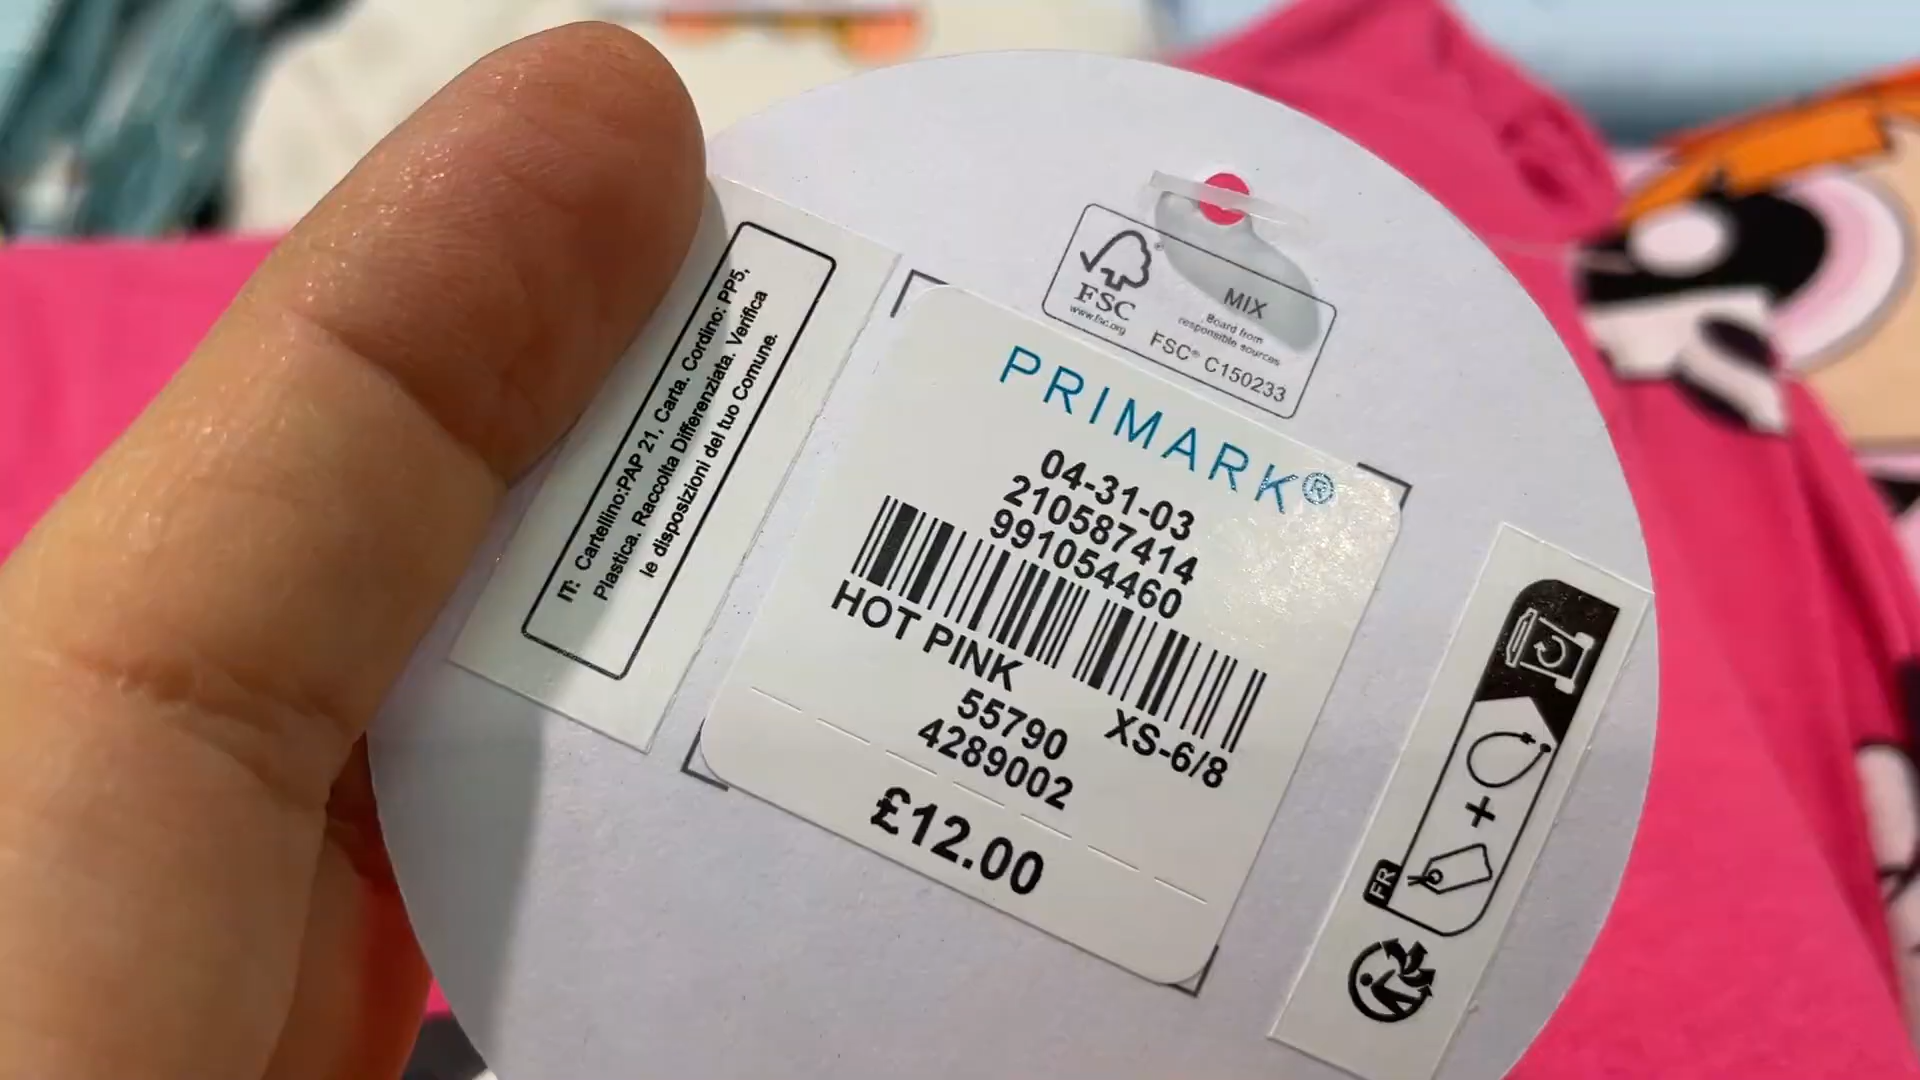 FSC
www.fsc.org
MIX
Board from
responsible sources
FSC® C150233
IT: Cartellino:PAP 21, Carta. Cordino: PP5,
Plastica. Raccolta Differenziata. Verifica
le disposizioni del tuo Comune.
PRIMARK®
04-31-03
210587414
991054460
HOT PINK
XS-6/8
55790
4289002
£12.00
FR
+